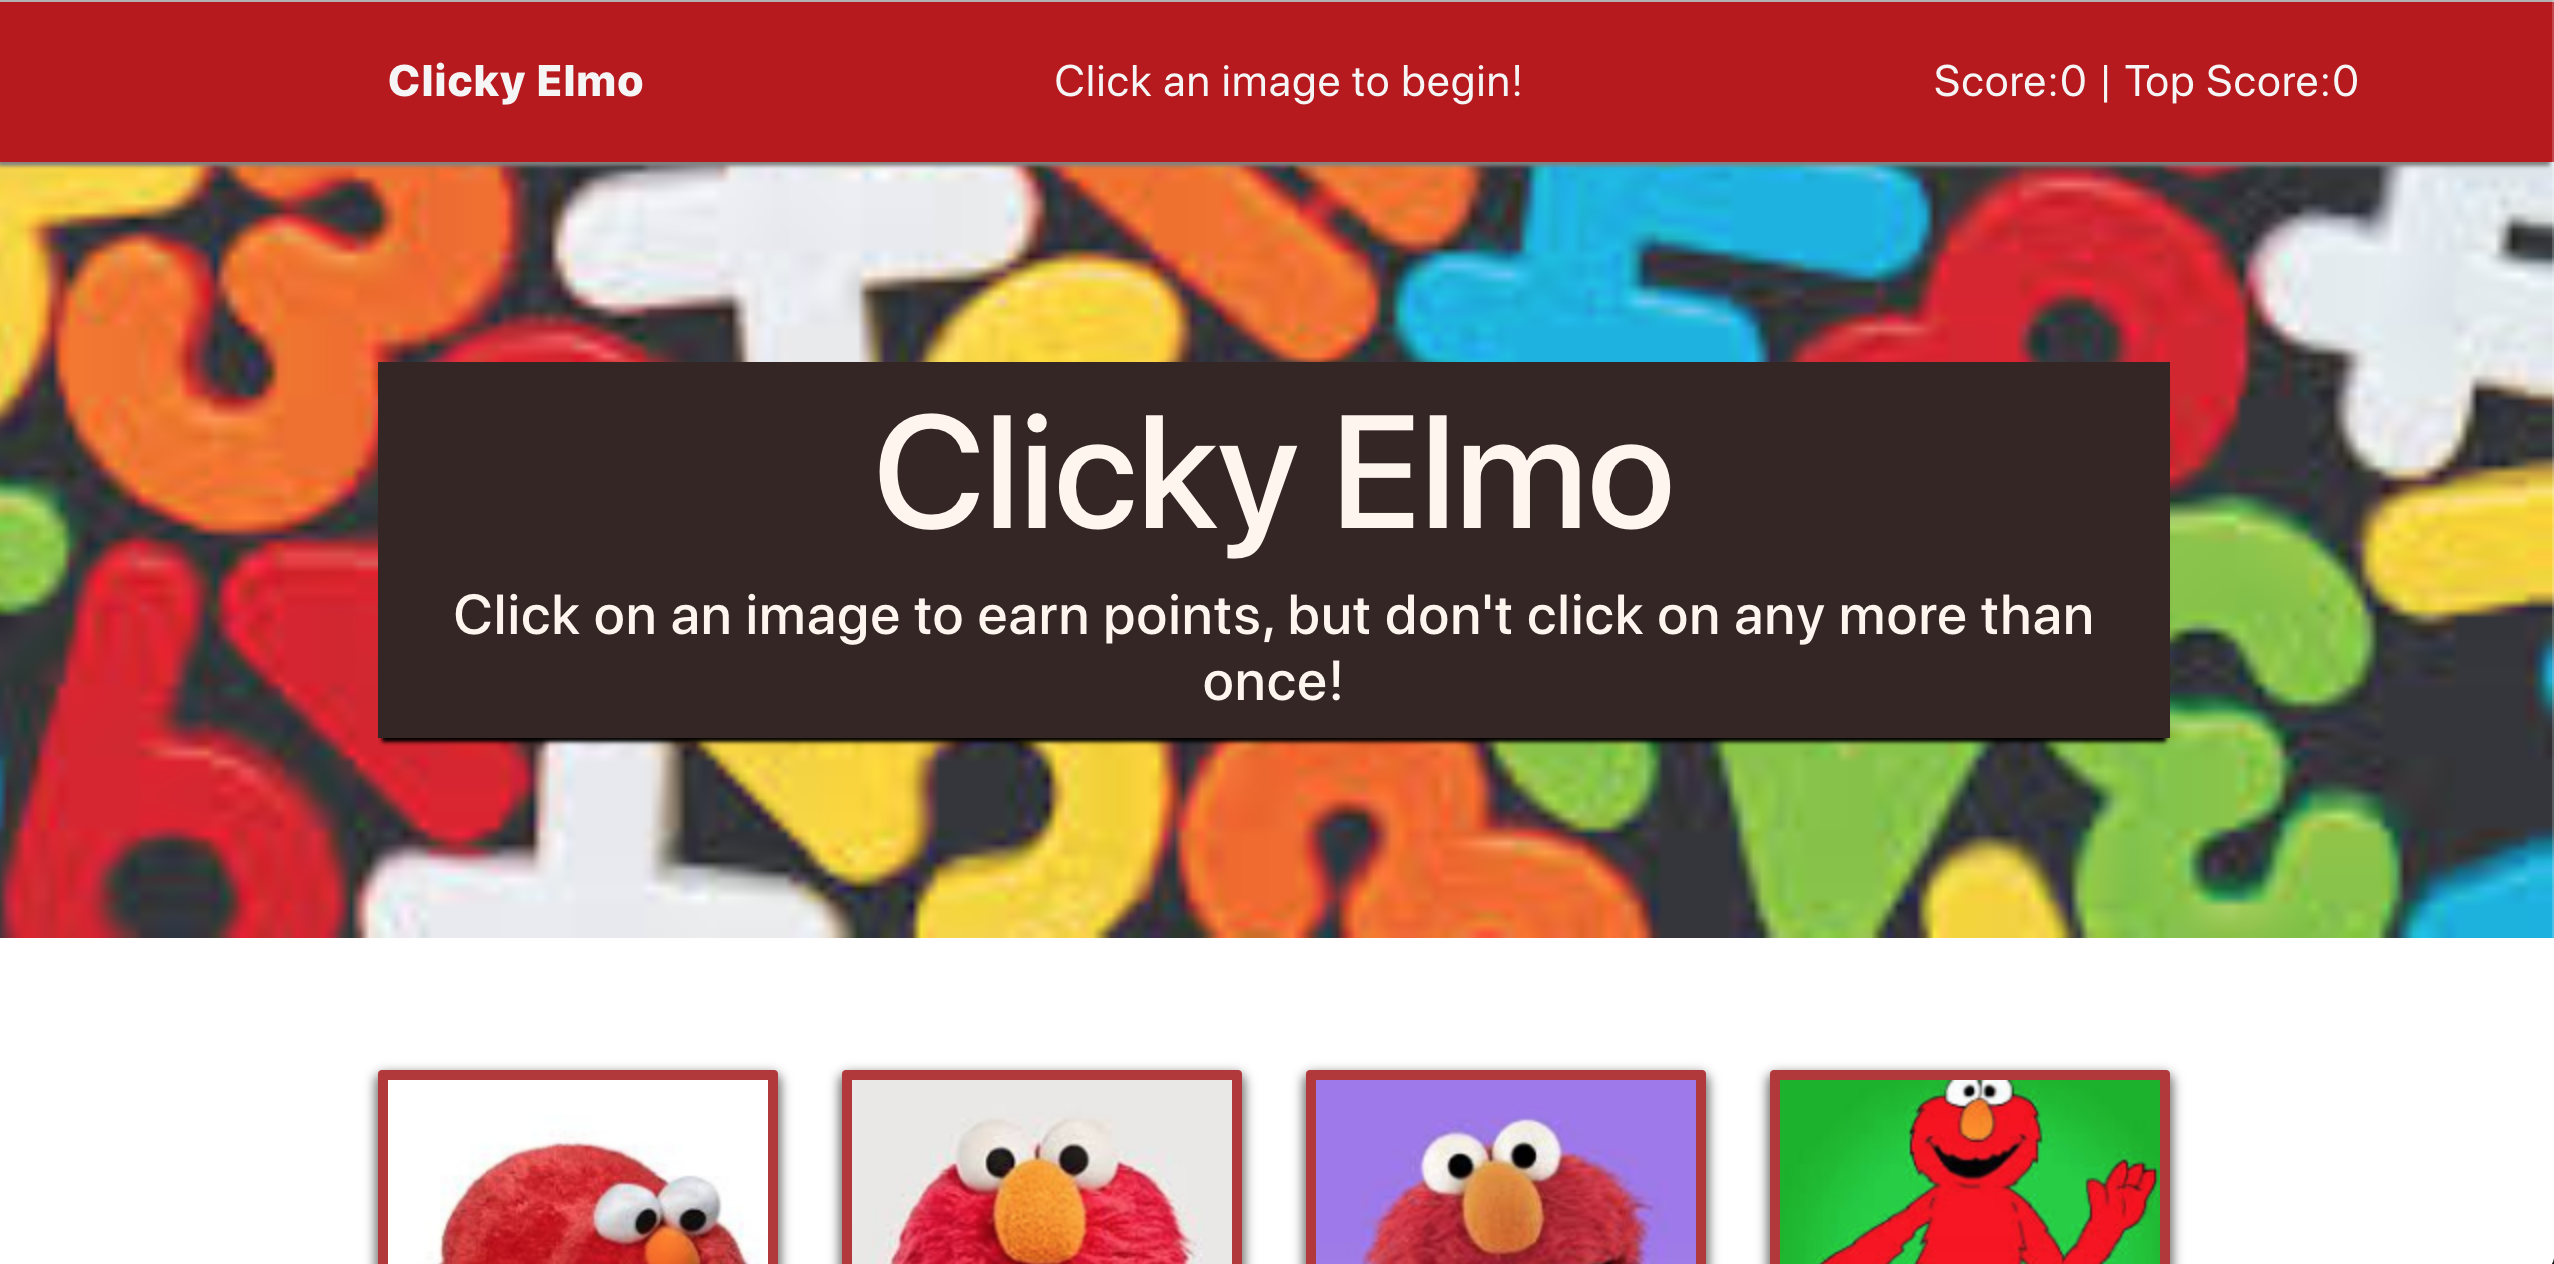 Clicky Elmo
Click an image to begin!
Score:0 | Top Score:0
Clicky Elmo
Click on an image to earn points, but don't click on any more than
once!